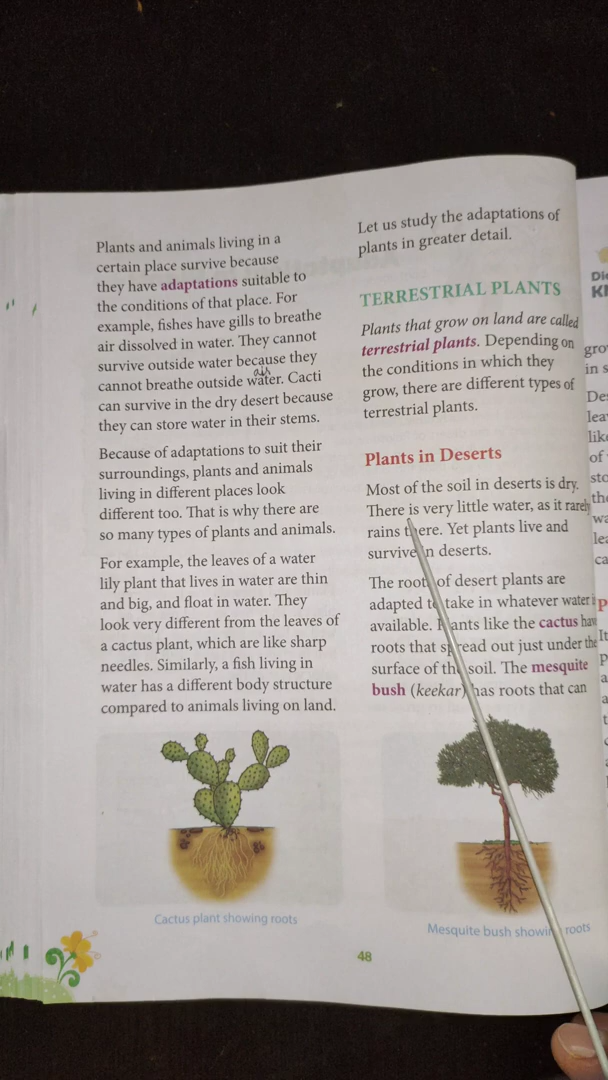 Plants and animals living in a
certain place survive because
they have adaptations suitable to
the conditions of that place. For
example, fishes have gills to breathe
air dissolved in water. They cannot
survive outside water because they
air
cannot breathe outside water. Cacti
can survive in the dry desert because
they can store water in their stems.
Because of adaptations to suit their
surroundings, plants and animals
living in different places look
different too. That is why there are
so many types of plants and animals.
For example, the leaves of a water
lily plant that lives in water are thin
and big, and float in water. They
look very different from the leaves of
a cactus plant, which are like sharp
needles. Similarly, a fish living in
water has a different body structure
compared to animals living on land.
Cactus plant showing roots
Let us study the adaptations of
plants in greater detail.
TERRESTRIAL PLANTS
Plants that grow on land are called
terrestrial plants. Depending on
the conditions in which they
grow, there are different types of
terrestrial plants.
Plants in Deserts
Most of the soil in deserts is dry.
There is very little water, as it rarely
rains there. Yet plants live and
survive in deserts.
The roots of desert plants are
adapted to take in whatever water
available. Plants like the cactus have
roots that spread out just under the
surface of the soil. The mesquite
bush (keekar) has roots that can
Mesquite bush showing roots
48